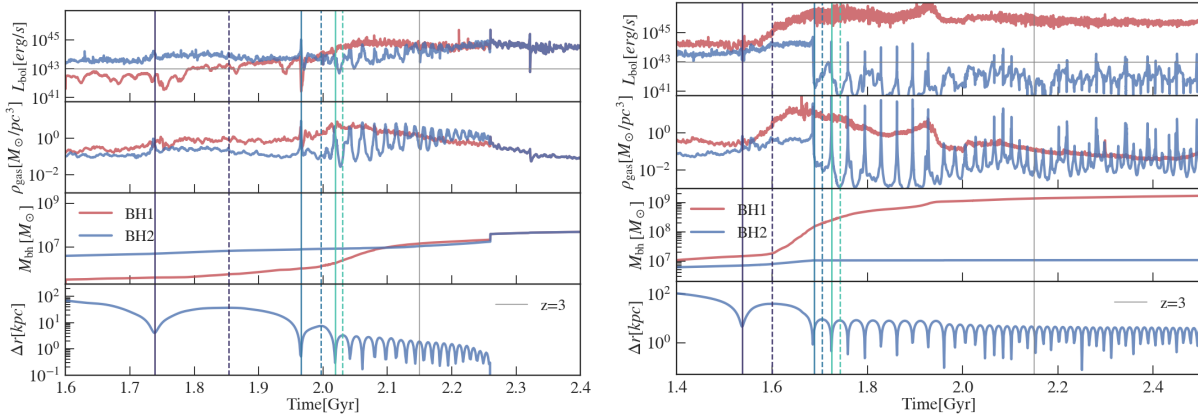 L_bol[erg/s]
10^45
10^43
10^41
ρ_gas[M_⊙/pc^3]
10^0
10^-2
M_bh[M_⊙]
10^7
BH1
BH2
Δr[kpc]
10^2
10^1
10^0
10^-1
z=3
1.6 1.7 1.8 1.9 2.0 2.1 2.2 2.3 2.4
Time[Gyr]
L_bol[erg/s]
10^45
10^43
10^41
ρ_gas[M_⊙/pc^3]
10^0
10^-2
M_bh[M_⊙]
10^9
10^8
10^7
10^6
BH1
BH2
Δr[kpc]
10^2
10^0
z=3
1.4 1.6 1.8 2.0 2.2 2.4
Time[Gyr]